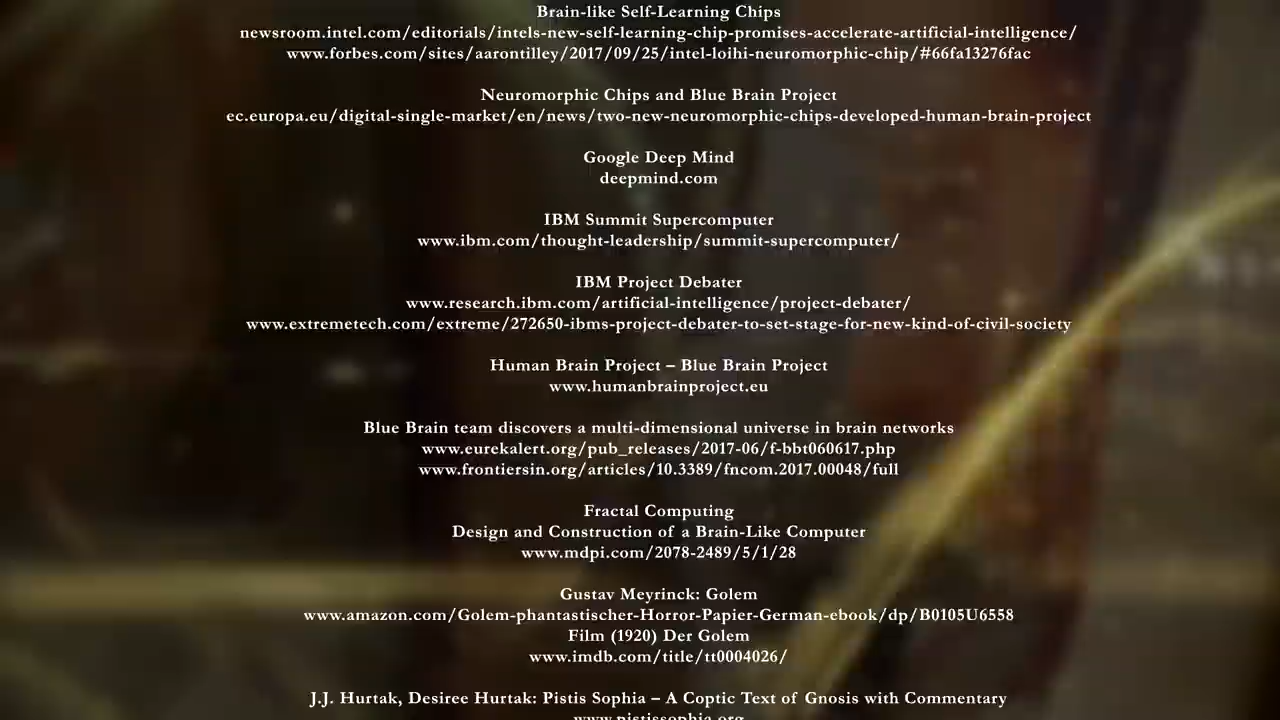 Brain-like Self-Learning Chips
newsroom.intel.com/editorials/intels-new-self-learning-chip-promises-accelerate-artificial-intelligence/
www.forbes.com/sites/aarontilley/2017/09/25/intel-loihi-neuromorphic-chip/#66fa13276fac
Neuromorphic Chips and Blue Brain Project
ec.europa.eu/digital-single-market/en/news/two-new-neuromorphic-chips-developed-human-brain-project
Google Deep Mind
deepmind.com
IBM Summit Supercomputer
www.ibm.com/thought-leadership/summit-supercomputer/
IBM Project Debater
www.research.ibm.com/artificial-intelligence/project-debater/
www.extremetech.com/extreme/272650-ibms-project-debater-to-set-stage-for-new-kind-of-civil-society
Human Brain Project – Blue Brain Project
www.humanbrainproject.eu
Blue Brain team discovers a multi-dimensional universe in brain networks
www.eurekalert.org/pub_releases/2017-06/f-bbt060617.php
www.frontiersin.org/articles/10.3389/fncom.2017.00048/full
Fractal Computing
Design and Construction of a Brain-Like Computer
www.mdpi.com/2078-2489/5/1/28
Gustav Meyrinck: Golem
www.amazon.com/Golem-phantastischer-Horror-Papier-German-ebook/dp/B0105U6558
Film (1920) Der Golem
www.imdb.com/title/tt0004026/
J.J. Hurtak, Desiree Hurtak: Pistis Sophia – A Coptic Text of Gnosis with Commentary
www.pistissophia.org